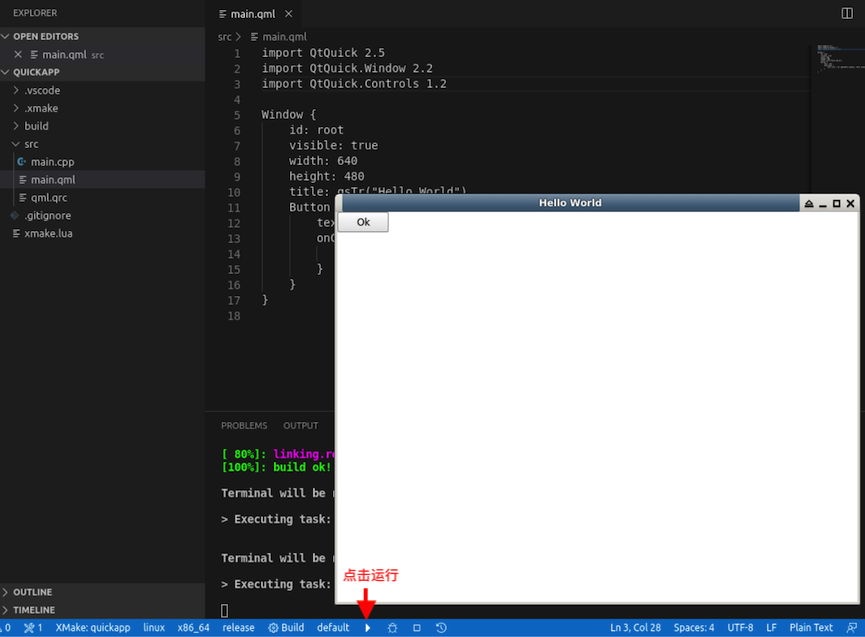 EXPLORER
OPEN EDITORS
main.qml src
QUICKAPP
.vscode
.xmake
build
src
main.cpp
main.qml
qml.qrc
.gitignore
xmake.lua
OUTLINE
TIMELINE
main.qml
src > main.qml
1 import QtQuick 2.5
2 import QtQuick.Window 2.2
3 import QtQuick.Controls 1.2
4
5 Window {
6 id: root
7 visible: true
8 width: 640
9 height: 480
10 title: qsTr("Hello World")
11 Button
12
13
14
15 }
16 }
17 }
18
Hello World
Ok
PROBLEMS OUTPUT
[ 80%]: linking.re
[100%]: build ok!
Terminal will be
> Executing task:
Terminal will be
> Executing task:
点击运行
0 1 XMake: quickapp linux x86_64 release Build default Ln 3, Col 28 Spaces: 4 UTF-8 LF Plain Text